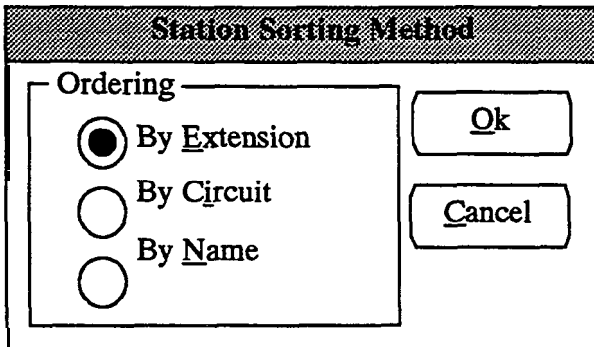 Station Sorting Method
Ordering
By Extension
By Circuit
By Name
Ok
Cancel